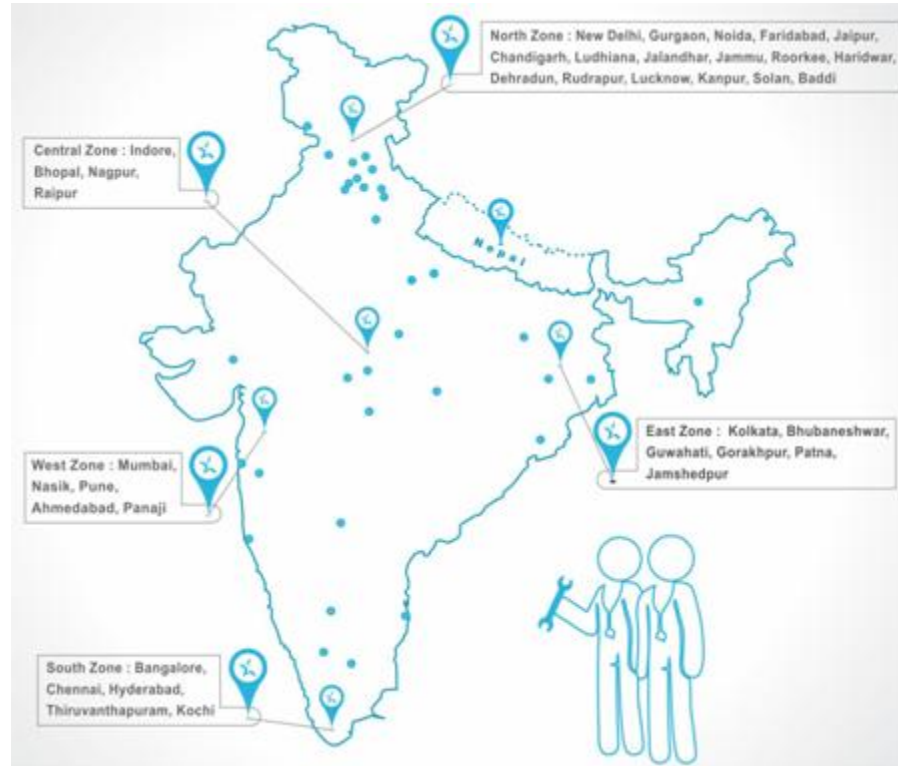 North Zone : New Delhi, Gurgaon, Noida, Faridabad, Jaipur,
Chandigarh, Ludhiana, Jalandhar, Jammu, Roorkee, Haridwar,
Dehradun, Rudrapur, Lucknow, Kanpur, Solan, Baddi
Central Zone : Indore,
Bhopal, Nagpur,
Raipur
Nepal
East Zone : Kolkata, Bhubaneshwar,
Guwahati, Gorakhpur, Patna,
Jamshedpur
West Zone : Mumbai,
Nasik, Pune,
Ahmedabad, Panaji
South Zone : Bangalore,
Chennai, Hyderabad,
Thiruvanthapuram, Kochi